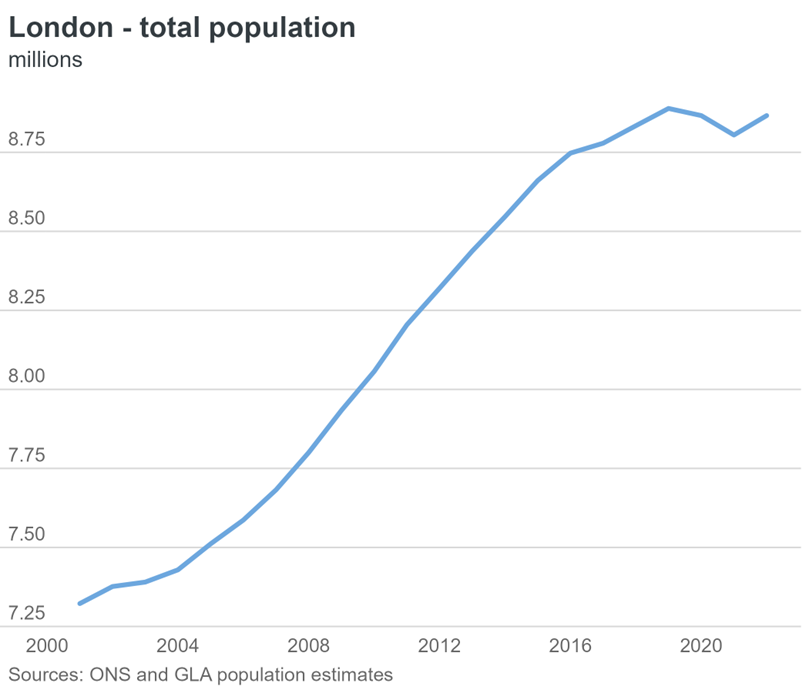 London - total population
millions
8.75
8.50
8.25
8.00
7.75
7.50
7.25
2000 2004 2008 2012 2016 2020
Sources: ONS and GLA population estimates